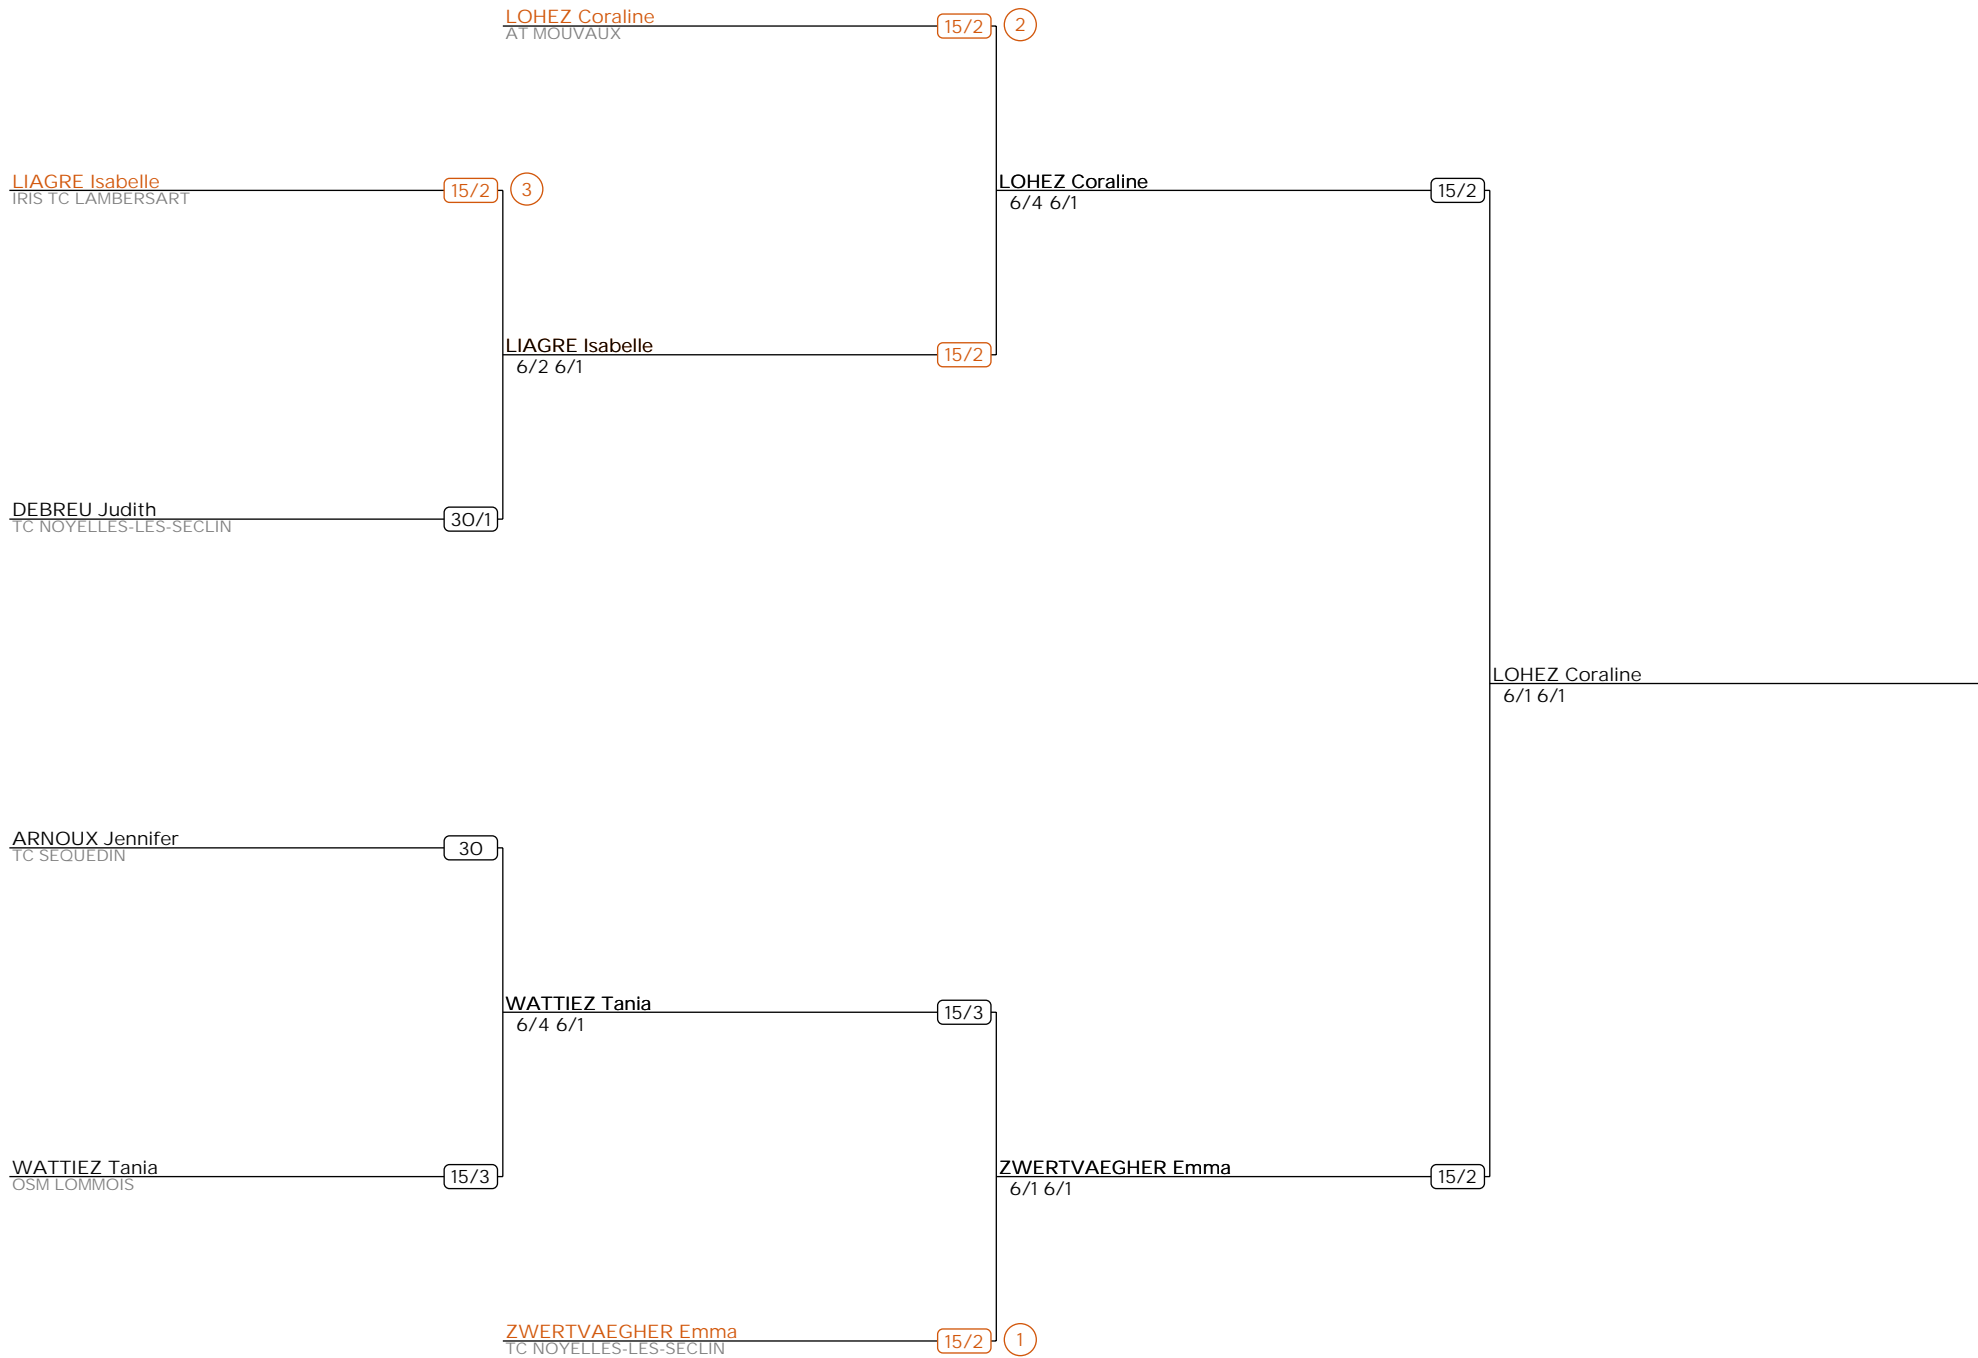 LOHEZ Coraline
AT MOUVAUX
15/2
2
LIAGRE Isabelle
IRIS TC LAMBERSART
15/2
3
LOHEZ Coraline
6/4 6/1
15/2
LIAGRE Isabelle
6/2 6/1
15/2
DEBREU Judith
TC NOYELLES-LES-SECLIN
30/1
LOHEZ Coraline
6/1 6/1
ARNOUX Jennifer
TC SEQUEDIN
30
WATTIEZ Tania
6/4 6/1
15/3
WATTIEZ Tania
OSM LOMMOIS
15/3
ZWERTVAEGHER Emma
6/1 6/1
15/2
ZWERTVAEGHER Emma
TC NOYELLES-LES-SECLIN
15/2
1